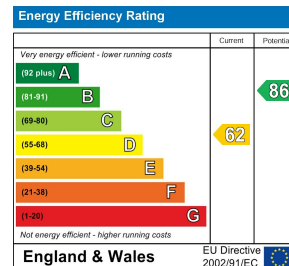 Energy Efficiency Rating
Current Potentia
Very energy efficient - lower running costs
(92 plus) A
(81-91) B
86
(69-80) C
(55-68) D
62
(39-54) E
(21-38) F
(1-20) G
Not energy efficient - higher running costs
England & Wales
EU Directive
2002/91/EC